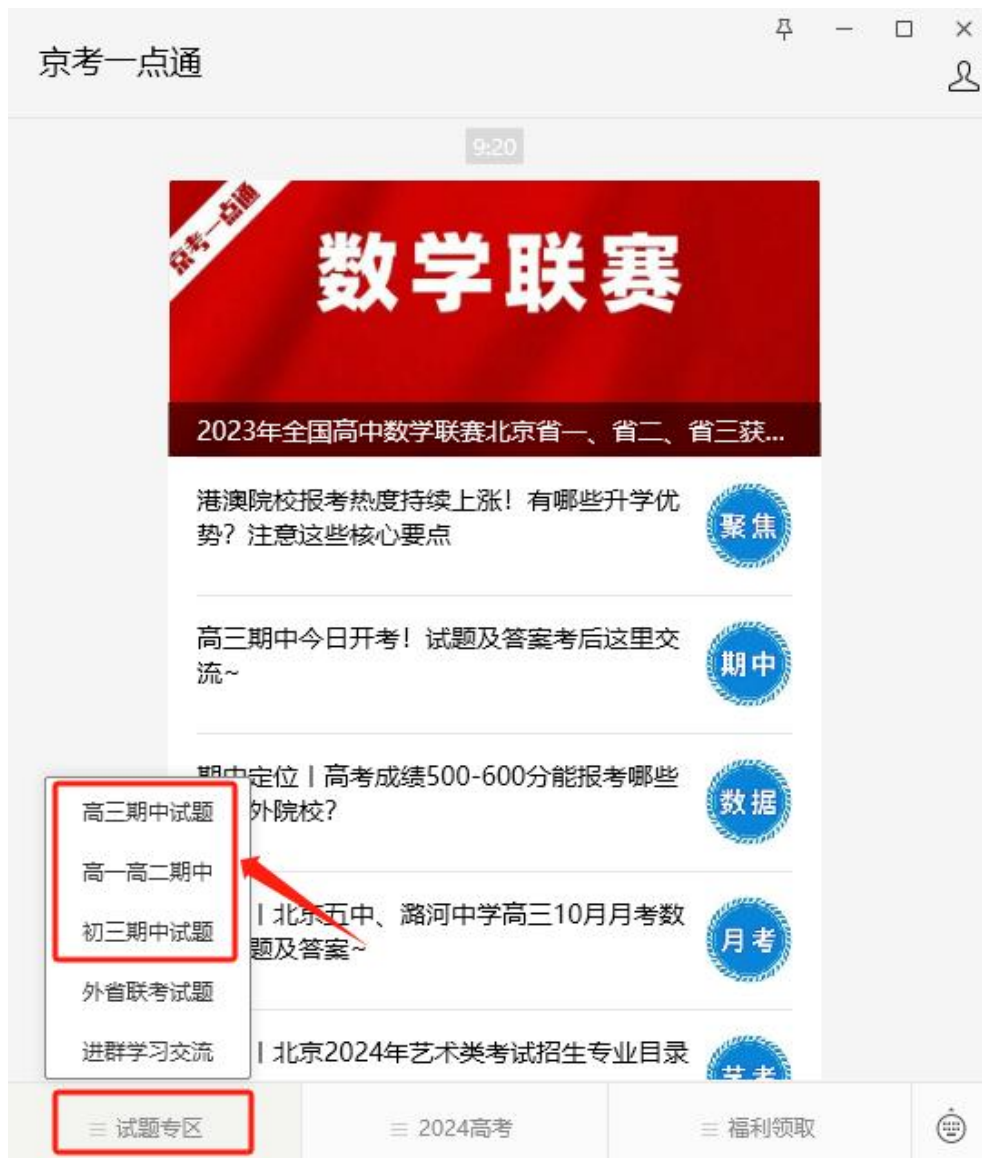 京考一点通
9:20
京考一点通
数学联赛
2023年全国高中数学联赛北京省一、省二、省三获...
港澳院校报考热度持续上涨！有哪些升学优
势？注意这些核心要点
聚焦
高三期中今日开考！试题及答案考后这里交
流~
期中
期中定位丨高考成绩500-600分能报考哪些
外院校？
数据
丨北京五中、潞河中学高三10月月考数
题及答案~
月考
丨北京2024年艺术类考试招生专业目录
艺考
高三期中试题
高一高二期中
初三期中试题
外省联考试题
进群学习交流
试题专区
2024高考
福利领取